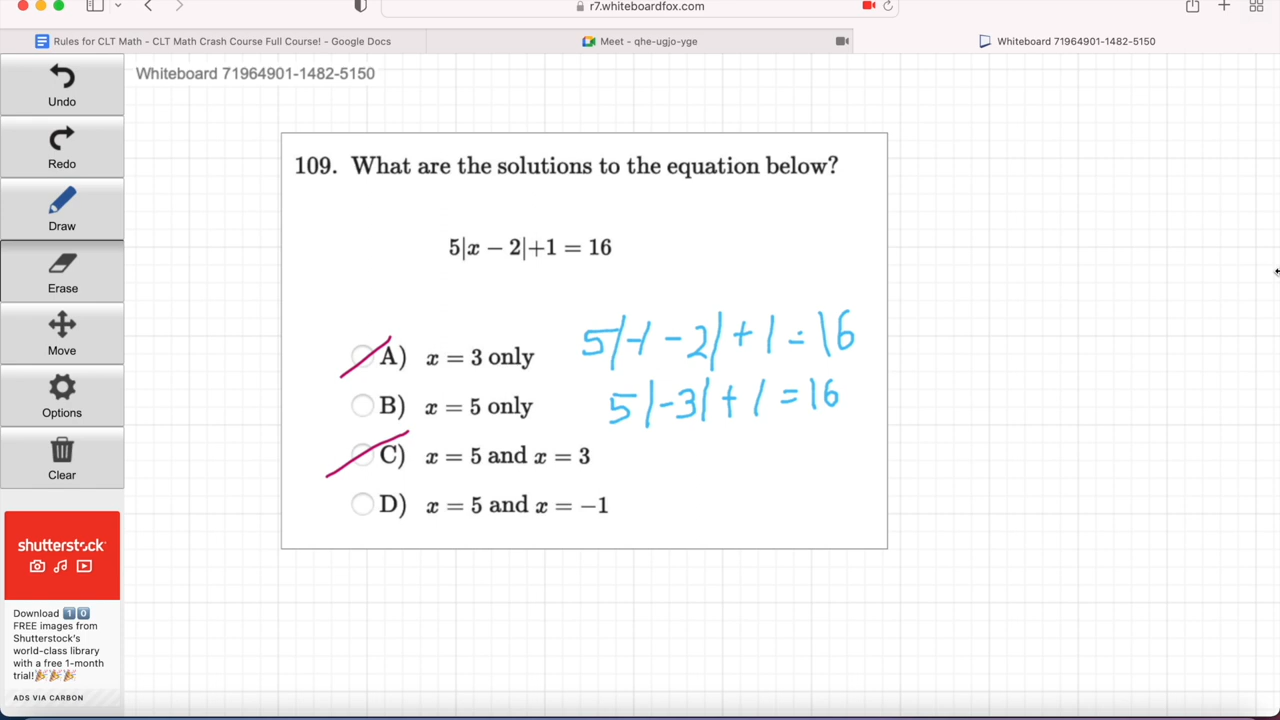 r7.whiteboardfox.com
Rules for CLT Math - CLT Math Crash Course Full Course! - Google Docs
Meet - qhe-ugjo-yge
Whiteboard 71964901-1482-5150
Undo
Redo
Draw
Erase
Move
Options
Clear
Whiteboard 71964901-1482-5150
109. What are the solutions to the equation below?
5|x − 2|+1 = 16
5|-1 - 2| + 1 = 16
A) x = 3 only
5|-3| + 1 = 16
B) x = 5 only
C) x = 5 and x = 3
D) x = 5 and x = −1
shutterstock
Download 1️⃣0️⃣
FREE images from
Shutterstock's
world-class library
with a free 1-month
trial!🎉🎉🎉
ADS VIA CARBON